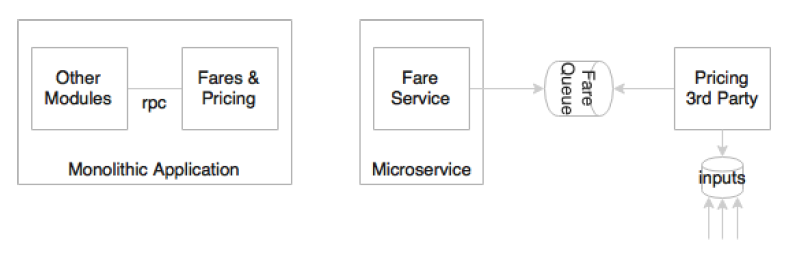 Other
Modules
rpc
Fares &
Pricing
Monolithic Application
Fare
Service
Microservice
Fare
Queue
Pricing
3rd Party
inputs